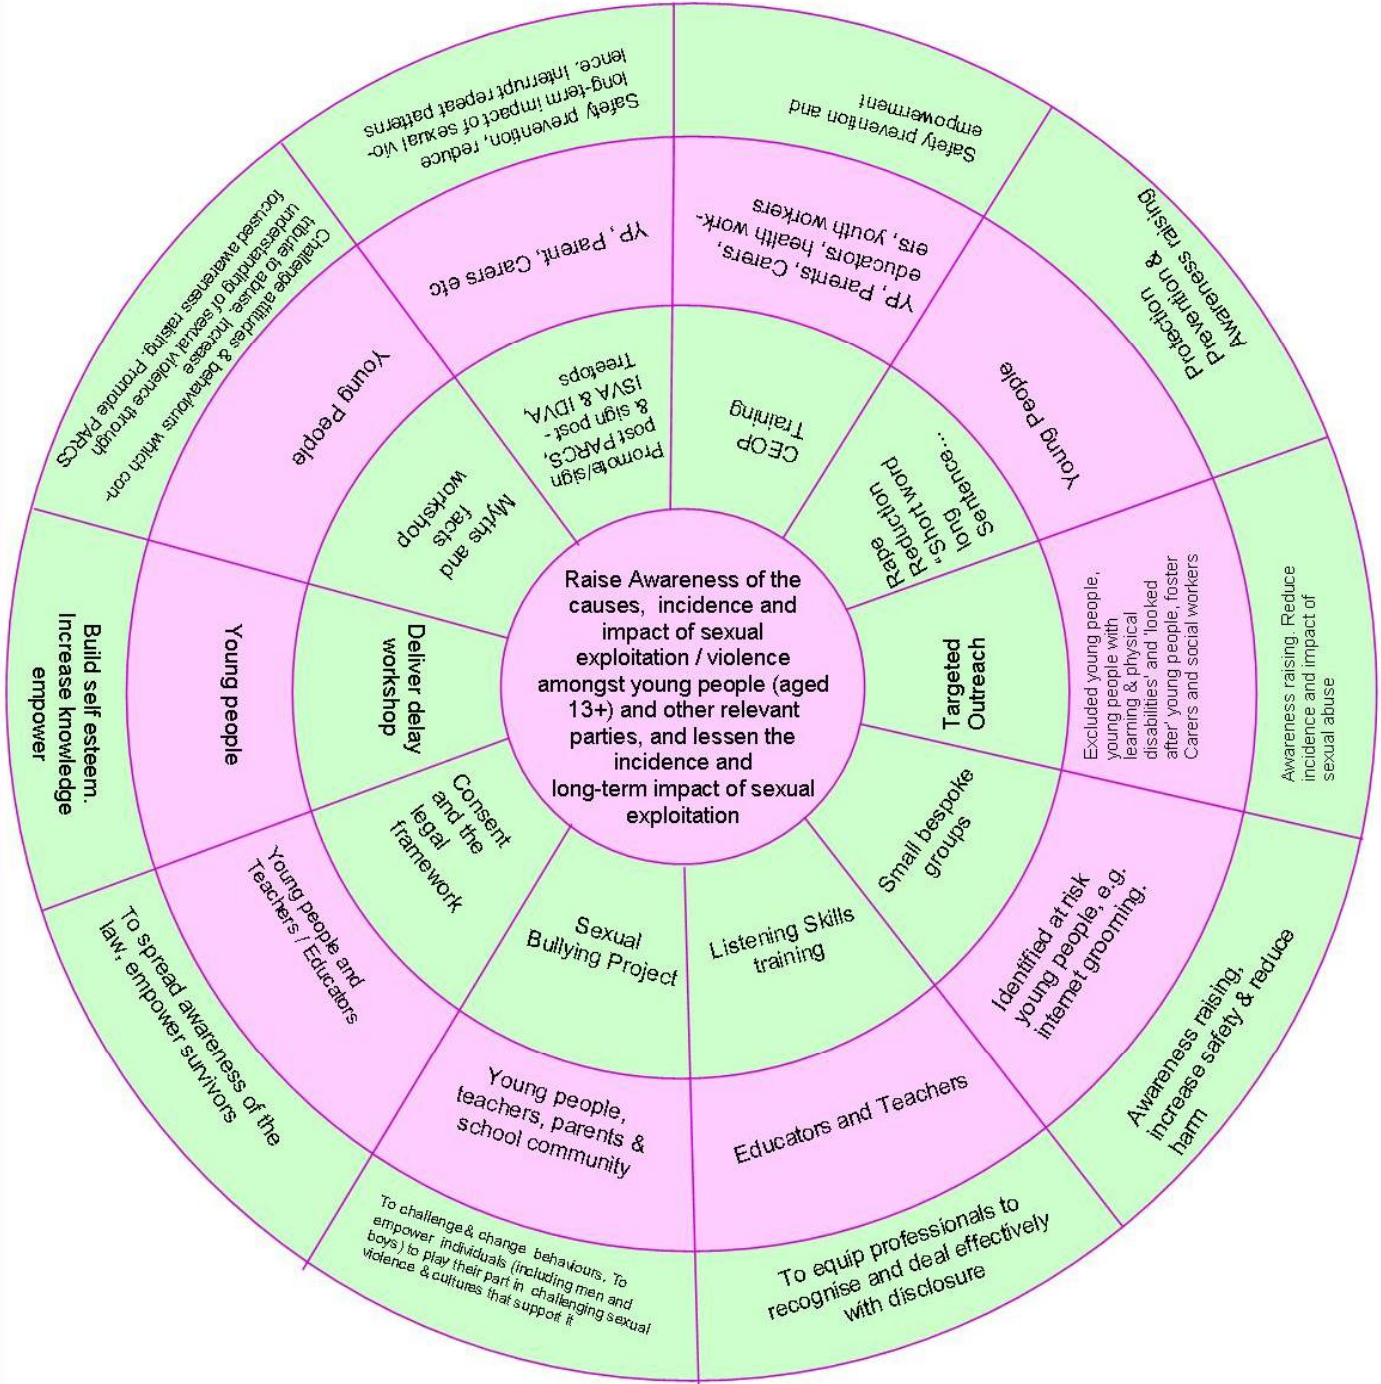 Raise Awareness of the
causes, incidence and
impact of sexual
exploitation / violence
amongst young people (aged
13+) and other relevant
parties, and lessen the
incidence and
long-term impact of sexual
exploitation
CEOP
Training
YP, Parents, Carers,
educators, health work-
ers, youth workers
Safety prevention and
empowerment
Rape
Reduction
“Short word
long
Sentence...
Young People
Protection
Prevention &
Awareness raising
Targeted
Outreach
Excluded young people,
young people with
learning & physical
disabilities' and 'looked
after' young people, foster
Carers and social workers
Awareness raising. Reduce
incidence and impact of
sexual abuse
Small bespoke
groups
Identified at risk
young people, e.g.
internet grooming.
Awareness raising,
increase safety & reduce
harm
Listening Skills
training
Educators and Teachers
To equip professionals to
recognise and deal effectively
with disclosure
Sexual
Bullying Project
Young people,
teachers, parents &
school community
To challenge & change behaviours. To
empower individuals (including men and
boys) to play their part in challenging sexual
violence & cultures that support it
Consent
and the
legal
framework
Young people and
Teachers / Educators
To spread awareness of the
law, empower survivors
Deliver delay
workshop
Young people
Build self esteem.
Increase knowledge
empower
Myths and
facts
workshop
Young People
Challenge attitudes & behaviours which con-
tribute to abuse. Increase
understanding of sexual violence through
focused awareness raising. Promote PARCS
Promote/sign
post PARCS,
& sign post -
ISVA & IDVA,
Treetops
YP, Parent, Carers etc
Safety prevention, reduce
long-term impact of sexual vio-
lence. Interrupt repeat patterns